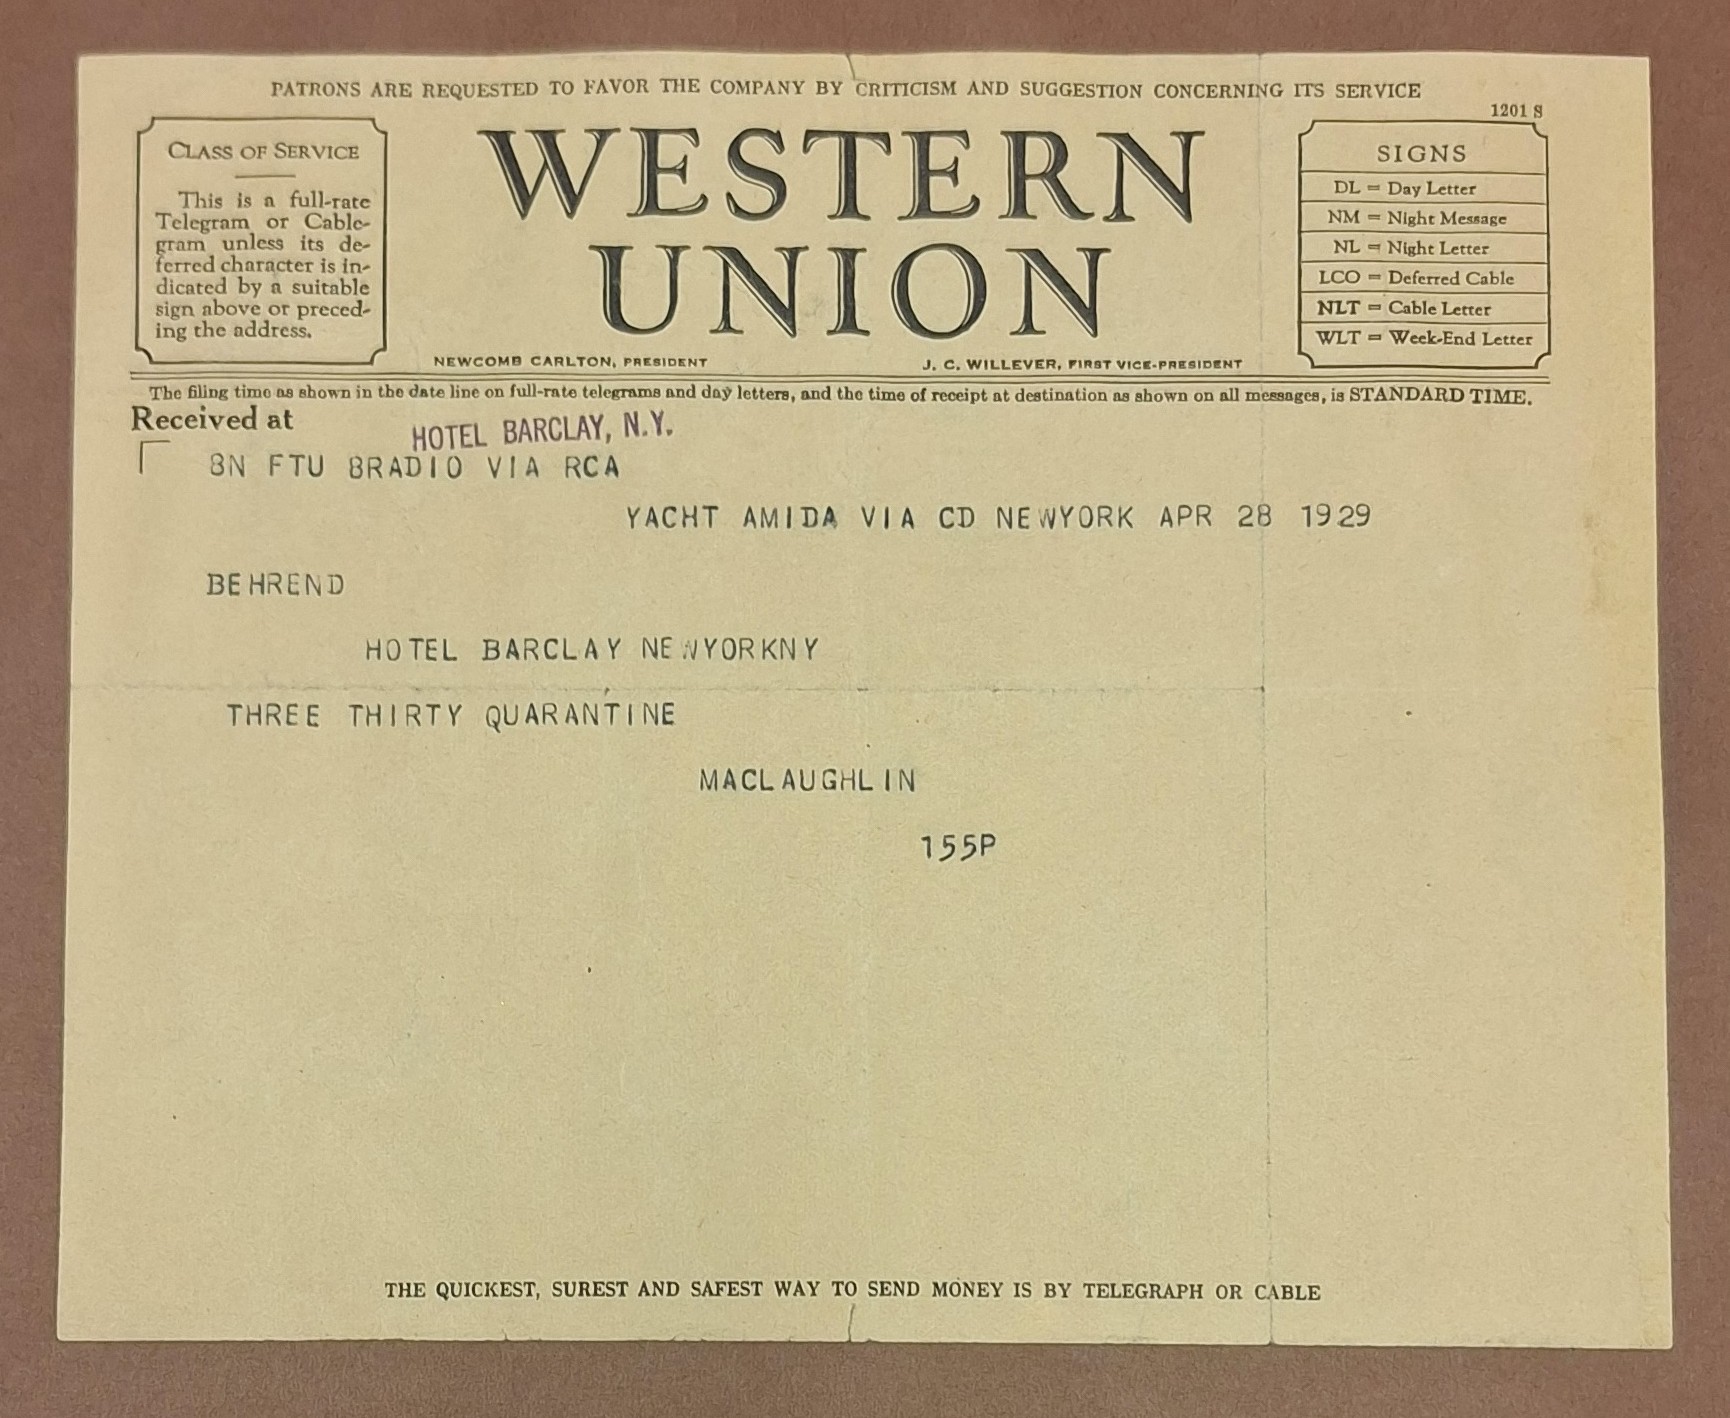 PATRONS ARE REQUESTED TO FAVOR THE COMPANY BY CRITICISM AND SUGGESTION CONCERNING ITS SERVICE
1201 S
CLASS OF SERVICE
This is a full-rate
Telegram or Cable-
gram unless its de-
ferred character is in-
dicated by a suitable
sign above or preced-
ing the address.
WESTERN
UNION
NEWCOMB CARLTON, PRESIDENT
J. C. WILLEVER, FIRST VICE-PRESIDENT
SIGNS
DL = Day Letter
NM = Night Message
NL = Night Letter
LCO = Deferred Cable
NLT = Cable Letter
WLT = Week-End Letter
The filing time as shown in the date line on full-rate telegrams and day letters, and the time of receipt at destination as shown on all messages, is STANDARD TIME.
Received at
HOTEL BARCLAY, N.Y.
8N FTU 8RADIO VIA RCA
YACHT AMIDA VIA CD NEWYORK APR 28 1929
BEHREND
HOTEL BARCLAY NEWYORKNY
THREE THIRTY QUARANTINE
MACLAUGHLIN
155P
THE QUICKEST, SUREST AND SAFEST WAY TO SEND MONEY IS BY TELEGRAPH OR CABLE